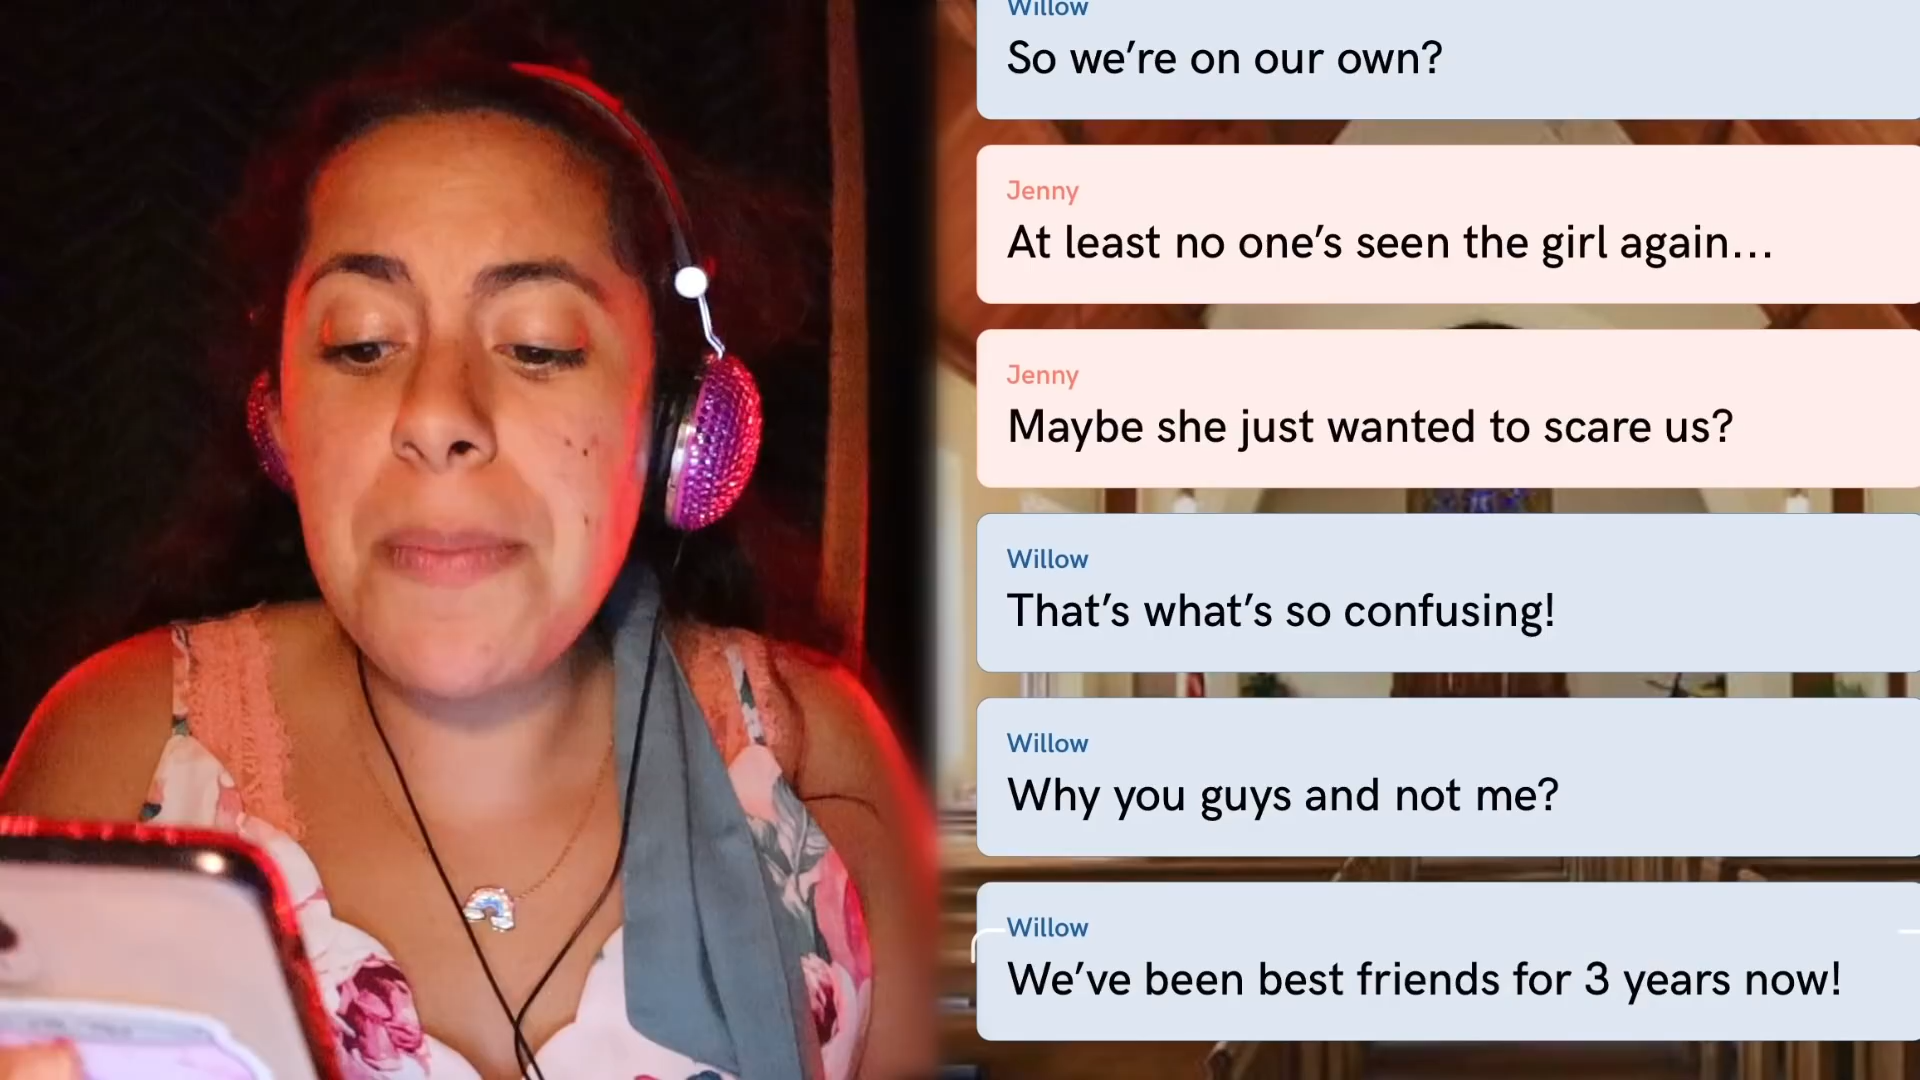 Willow
So we’re on our own?
Jenny
At least no one’s seen the girl again...
Jenny
Maybe she just wanted to scare us?
Willow
That’s what’s so confusing!
Willow
Why you guys and not me?
Willow
We’ve been best friends for 3 years now!